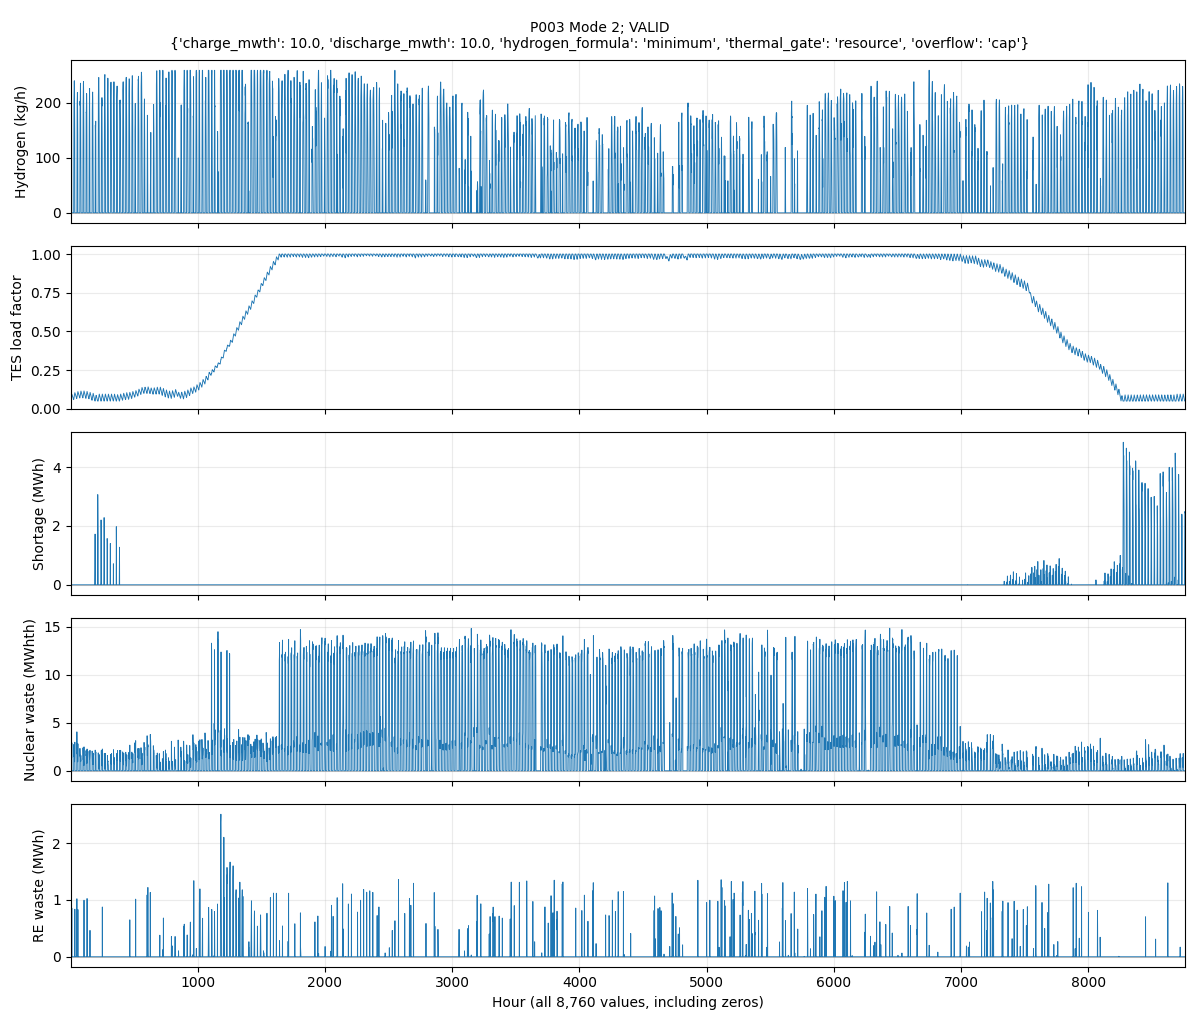 P003 Mode 2; VALID
{'charge_mwth': 10.0, 'discharge_mwth': 10.0, 'hydrogen_formula': 'minimum', 'thermal_gate': 'resource', 'overflow': 'cap'}
Hydrogen (kg/h)
200
100
0
TES load factor
1.00
0.75
0.50
0.25
0.00
Shortage (MWh)
4
2
0
Nuclear waste (MWhth)
15
10
5
0
RE waste (MWh)
2
1
0
1000 2000 3000 4000 5000 6000 7000 8000
Hour (all 8,760 values, including zeros)